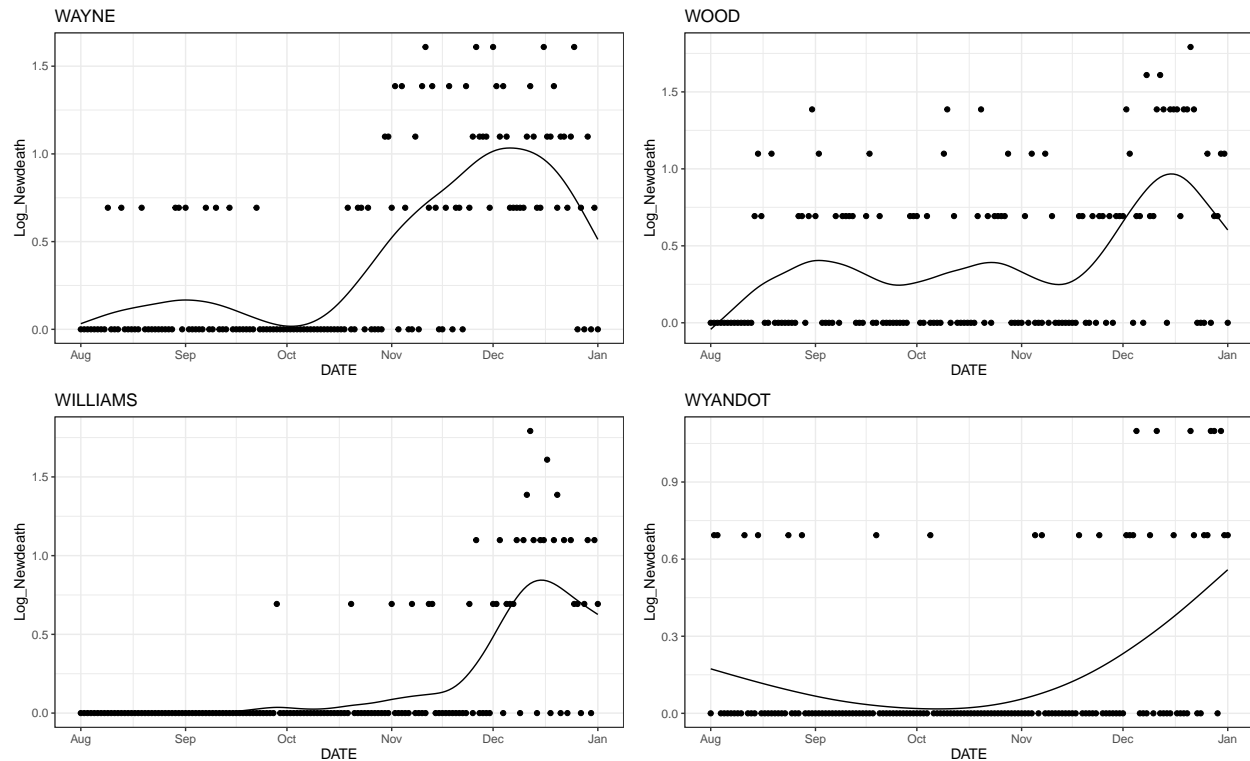 WAYNE
1.5
1.0
0.5
0.0
Log_Newdeath
Aug Sep Oct Nov Dec Jan
DATE
WOOD
1.5
1.0
0.5
0.0
Log_Newdeath
Aug Sep Oct Nov Dec Jan
DATE
WILLIAMS
1.5
1.0
0.5
0.0
Log_Newdeath
Aug Sep Oct Nov Dec Jan
DATE
WYANDOT
0.9
0.6
0.3
0.0
Log_Newdeath
Aug Sep Oct Nov Dec Jan
DATE